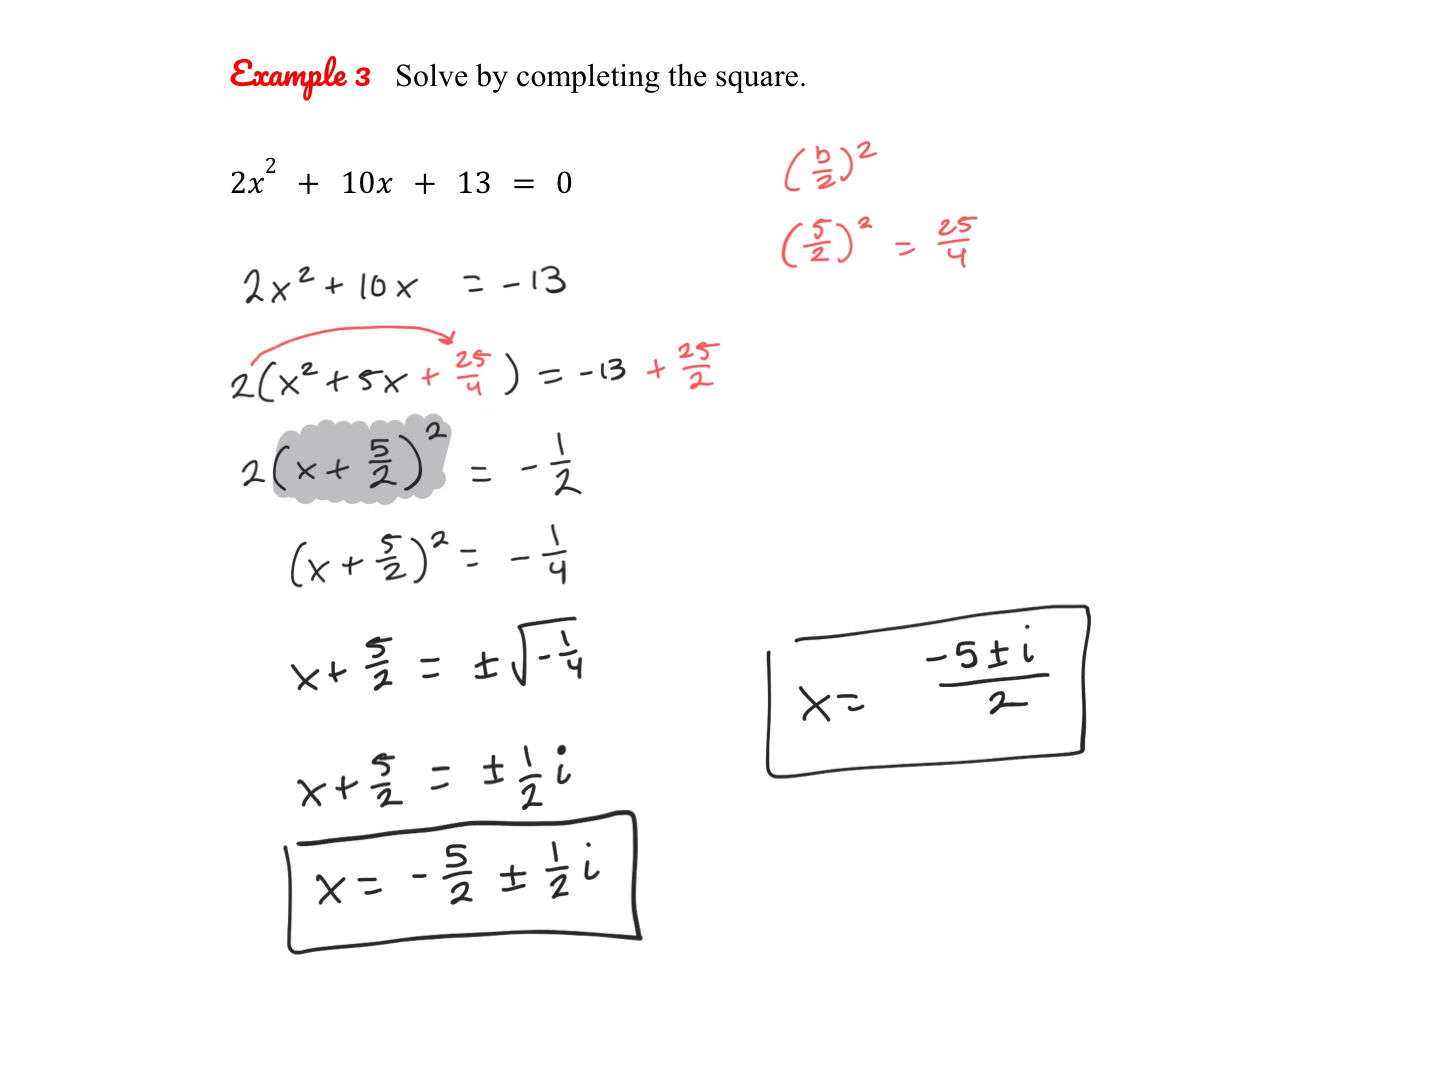 Example 3 Solve by completing the square.
2x² + 10x + 13 = 0
(b/2)²
(5/2)² = 25/4
2x² + 10x = -13
2(x² + 5x + 25/4) = -13 + 25/2
2(x + 5/2)² = -1/2
(x + 5/2)² = -1/4
x + 5/2 = ±√(-1/4)
x + 5/2 = ± 1/2 i
x = -5/2 ± 1/2 i
x = (-5 ± i)/2